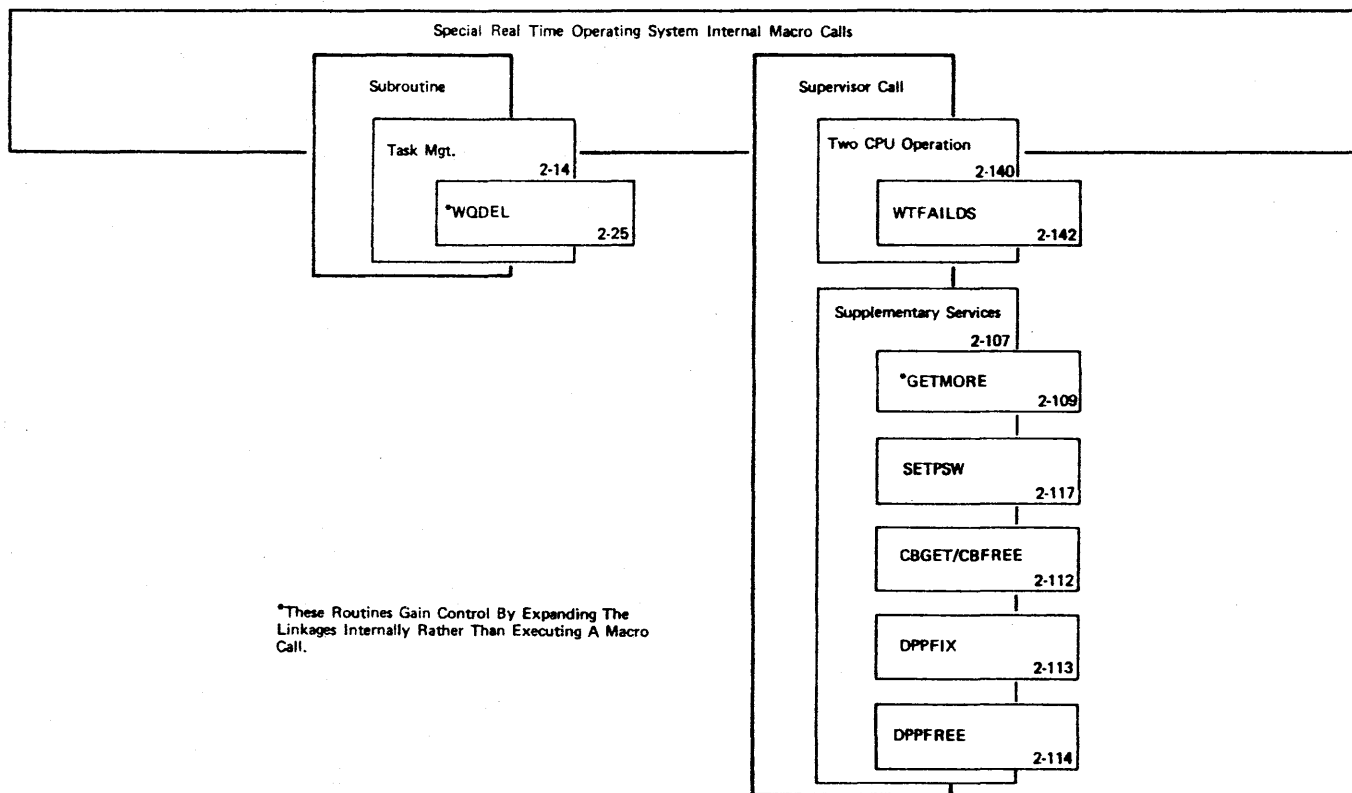 Special Real Time Operating System Internal Macro Calls
Subroutine
Task Mgt.
2-14
*WQDEL
2-25
Supervisor Call
Two CPU Operation
2-140
WTFAILDS
2-142
Supplementary Services
2-107
*GETMORE
2-109
SETPSW
2-117
CBGET/CBFREE
2-112
DPPFIX
2-113
DPPFREE
2-114
*These Routines Gain Control By Expanding The
Linkages Internally Rather Than Executing A Macro
Call.